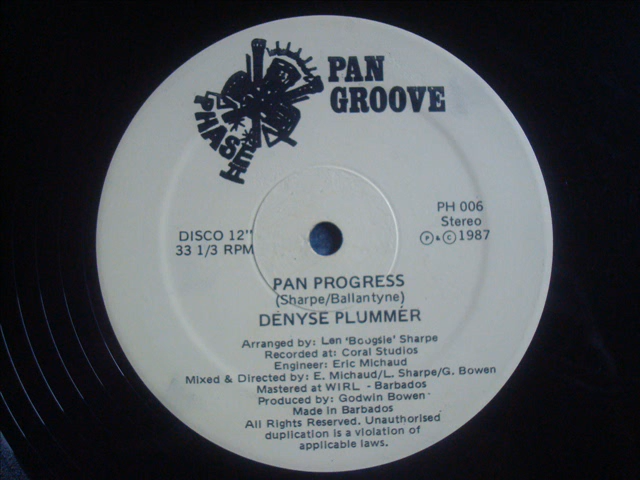 PAN
GROOVE
PHASE II
DISCO 12"
33 1/3 RPM
PH 006
Stereo
Ⓟ & © 1987
PAN PROGRESS
(Sharpe/Ballantyne)
DENYSE PLUMMER
Arranged by: Len 'Boogsie' Sharpe
Recorded at: Coral Studios
Engineer: Eric Michaud
Mixed & Directed by: E. Michaud/L. Sharpe/G. Bowen
Mastered at WIRL - Barbados
Produced by: Godwin Bowen
Made in Barbados
All Rights Reserved. Unauthorised
duplication is a violation of
applicable laws.